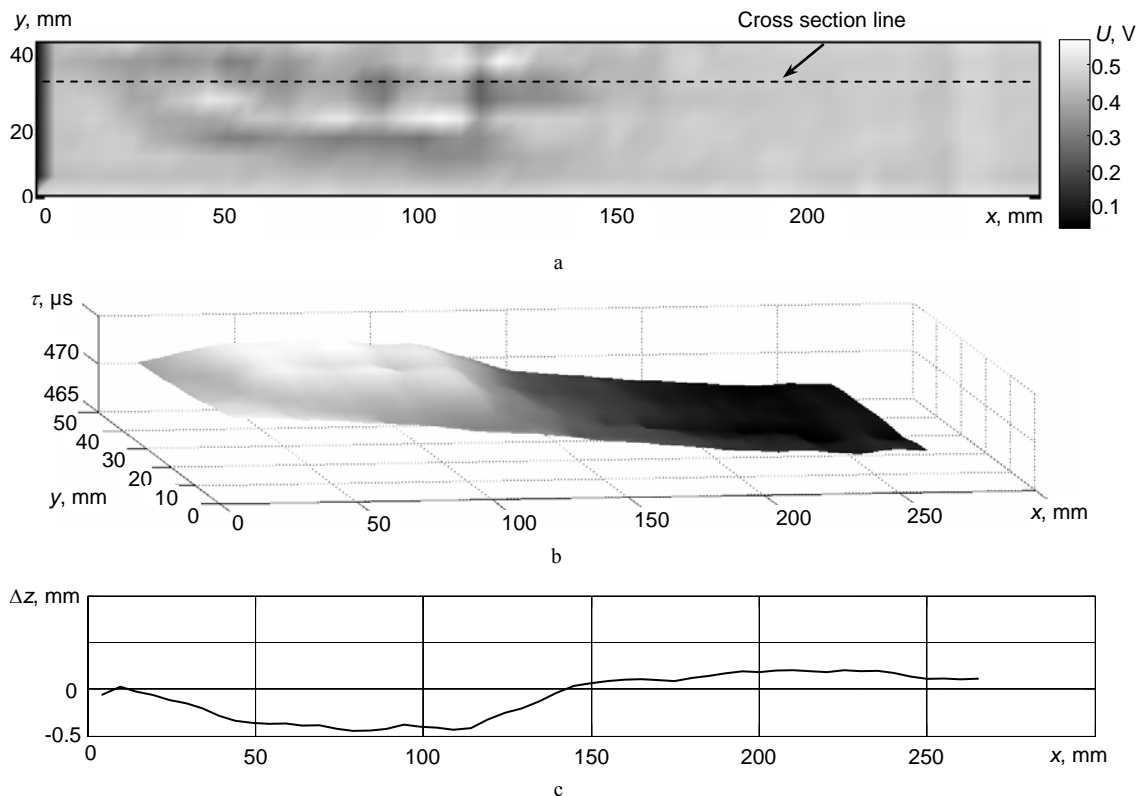 y, mm
Cross section line
U, V
40
20
0
0.5
0.4
0.3
0.2
0.1
0 50 100 150 200 x, mm
a
τ, μs
470
465
50
40
30
20
10
0
y, mm
0 50 100 150 200 250 x, mm
b
Δz, mm
0
-0.5
0 50 100 150 200 250 x, mm
c